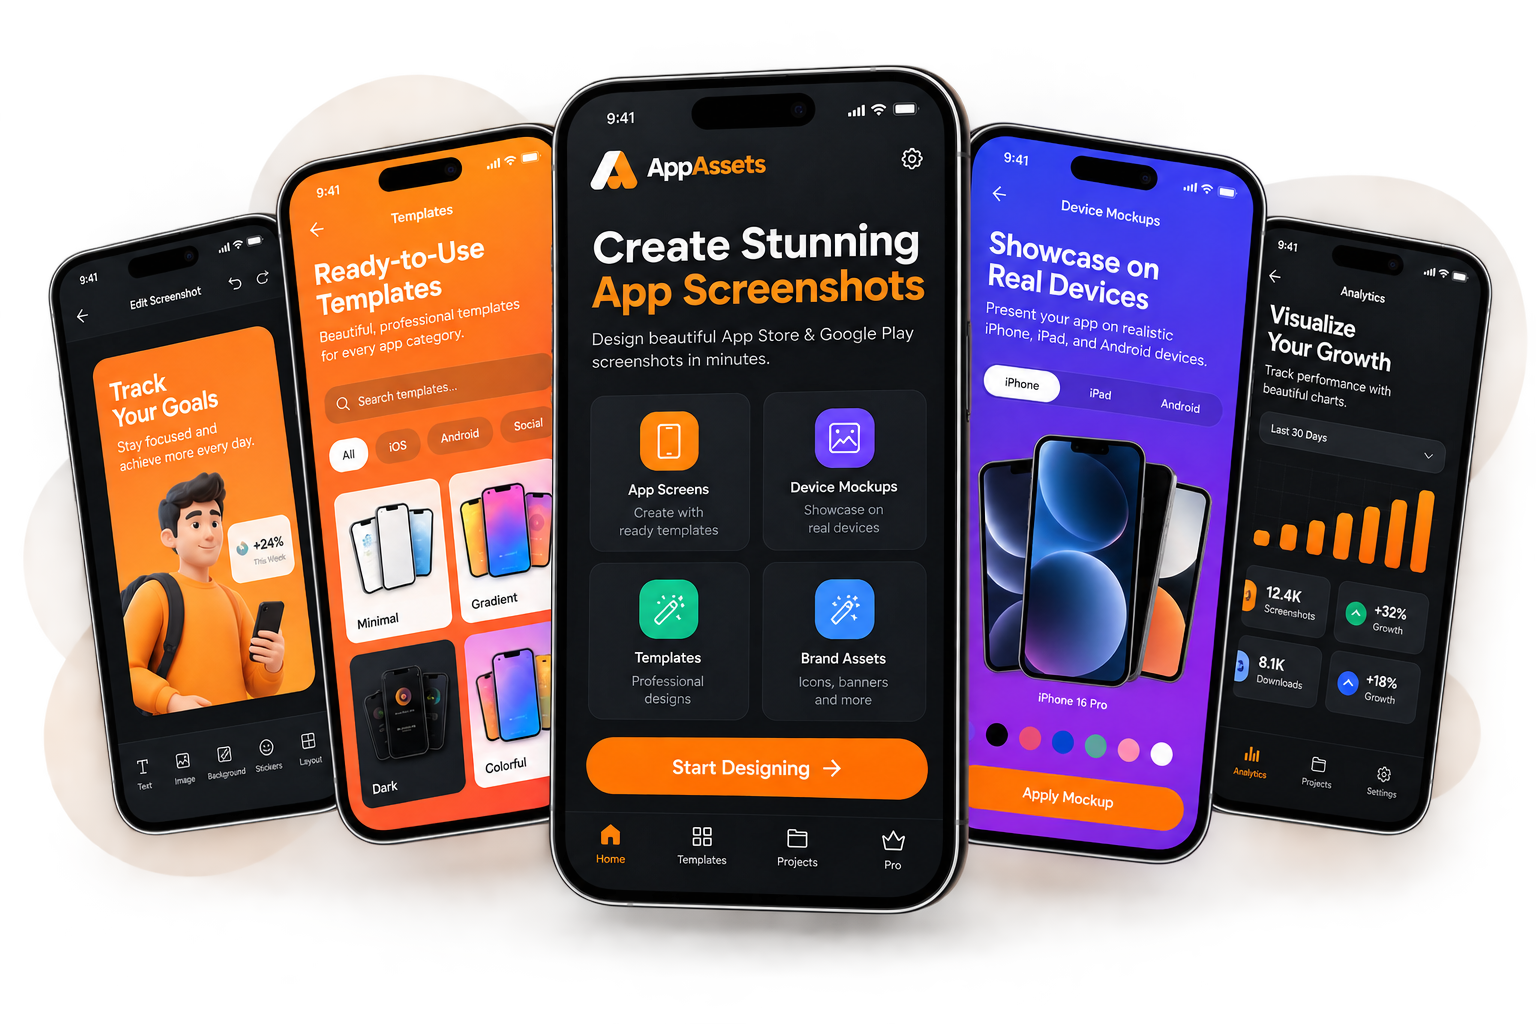 9:41
Edit Screenshot
Track
Your Goals
Stay focused and
achieve more every day.
+24%
This Week
Text
Image
Background
Stickers
Layout
9:41
Templates
Ready-to-Use
Templates
Beautiful, professional templates
for every app category.
Search templates...
All
iOS
Android
Social
Minimal
Gradient
Dark
Colorful
9:41
AppAssets
Create Stunning
App Screenshots
Design beautiful App Store & Google Play
screenshots in minutes.
App Screens
Create with
ready templates
Device Mockups
Showcase on
real devices
Templates
Professional
designs
Brand Assets
Icons, banners
and more
Start Designing
Home
Templates
Projects
Pro
9:41
Device Mockups
Showcase on
Real Devices
Present your app on realistic
iPhone, iPad, and Android devices.
iPhone
iPad
Android
iPhone 16 Pro
Apply Mockup
9:41
Analytics
Visualize
Your Growth
Track performance with
beautiful charts.
Last 30 Days
12.4K
Screenshots
+32%
Growth
8.1K
Downloads
+18%
Growth
Analytics
Projects
Settings